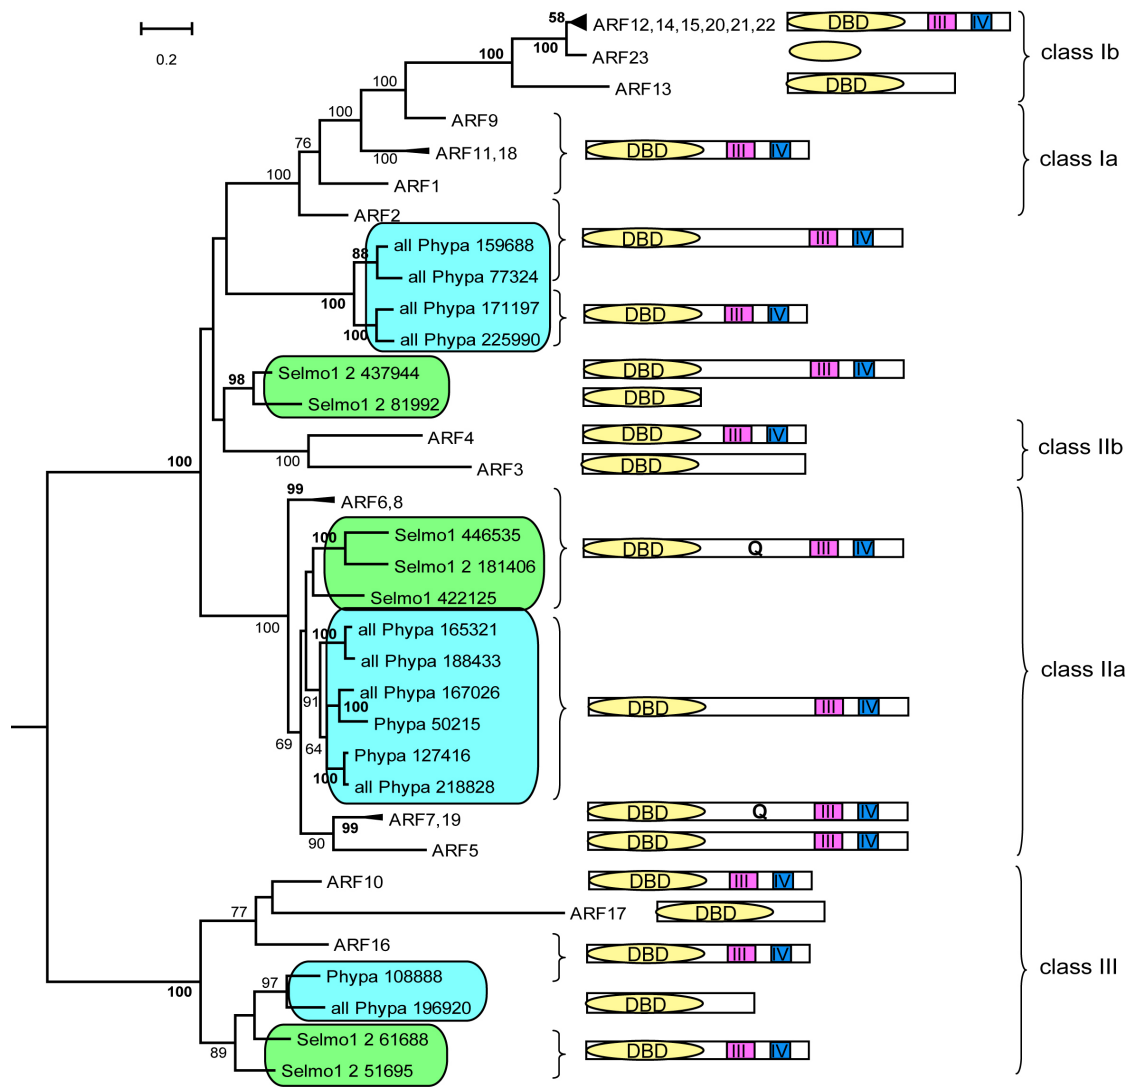 58 ARF12,14,15,20,21,22 DBD III IV
0.2
100 100 ARF23 class Ib
100 ARF13 DBD
100 ARF9
76 100 ARF11,18 DBD III IV class Ia
100 ARF1
ARF2
88 all Phypa 159688 DBD III IV
all Phypa 77324
100 all Phypa 171197 DBD III IV
100 all Phypa 225990
98 Selmo1 2 437944 DBD III IV
Selmo1 2 81992 DBD
ARF4 DBD III IV class IIb
100 100 ARF3 DBD
99 ARF6,8
100 Selmo1 446535 DBD Q III IV
Selmo1 2 181406
Selmo1 422125
100 100 all Phypa 165321
all Phypa 188433 class IIa
91 all Phypa 167026
100 Phypa 50215 DBD III IV
69 64 Phypa 127416
100 all Phypa 218828
99 ARF7,19 DBD Q III IV
90 ARF5 DBD III IV
ARF10 DBD III IV
77 ARF17 DBD
ARF16 DBD III IV
100 97 Phypa 108888 class III
all Phypa 196920 DBD
89 Selmo1 2 61688 DBD III IV
Selmo1 2 51695